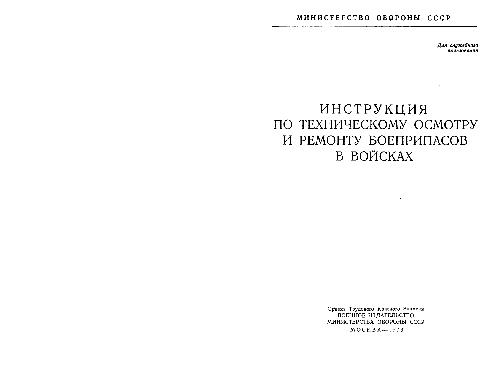 МИНИСТЕРСТВО ОБОРОНЫ СССР
Для служебного
пользования
ИНСТРУКЦИЯ
ПО ТЕХНИЧЕСКОМУ ОСМОТРУ
И РЕМОНТУ БОЕПРИПАСОВ
В ВОЙСКАХ
Ордена Трудового Красного Знамени
ВОЕННОЕ ИЗДАТЕЛЬСТВО
МИНИСТЕРСТВА ОБОРОНЫ СССР
МОСКВА —